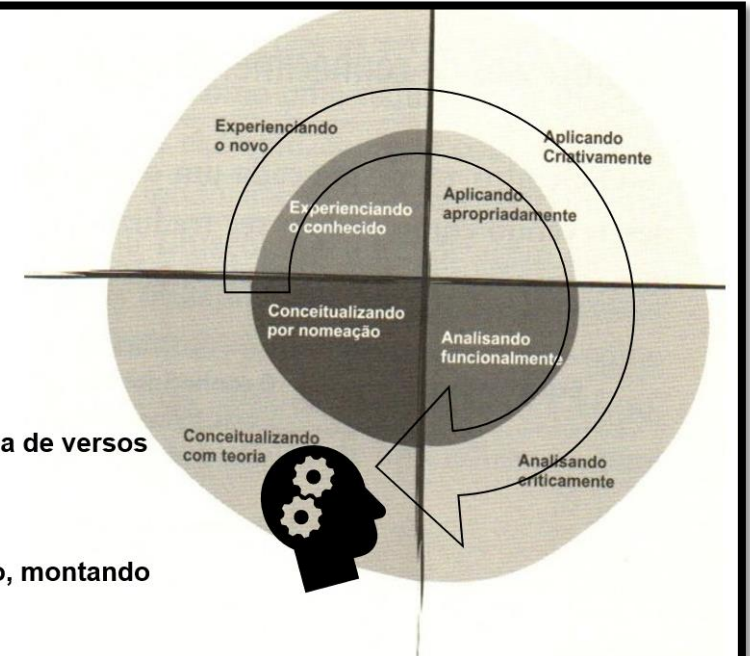 Experienciando
o novo
Aplicando
Criativamente
Experienciando
o conhecido
Aplicando
apropriadamente
Conceitualizando
por nomeação
Analisando
funcionalmente
Conceitualizando
com teoria
Analisando
criticamente
a de versos
o, montando